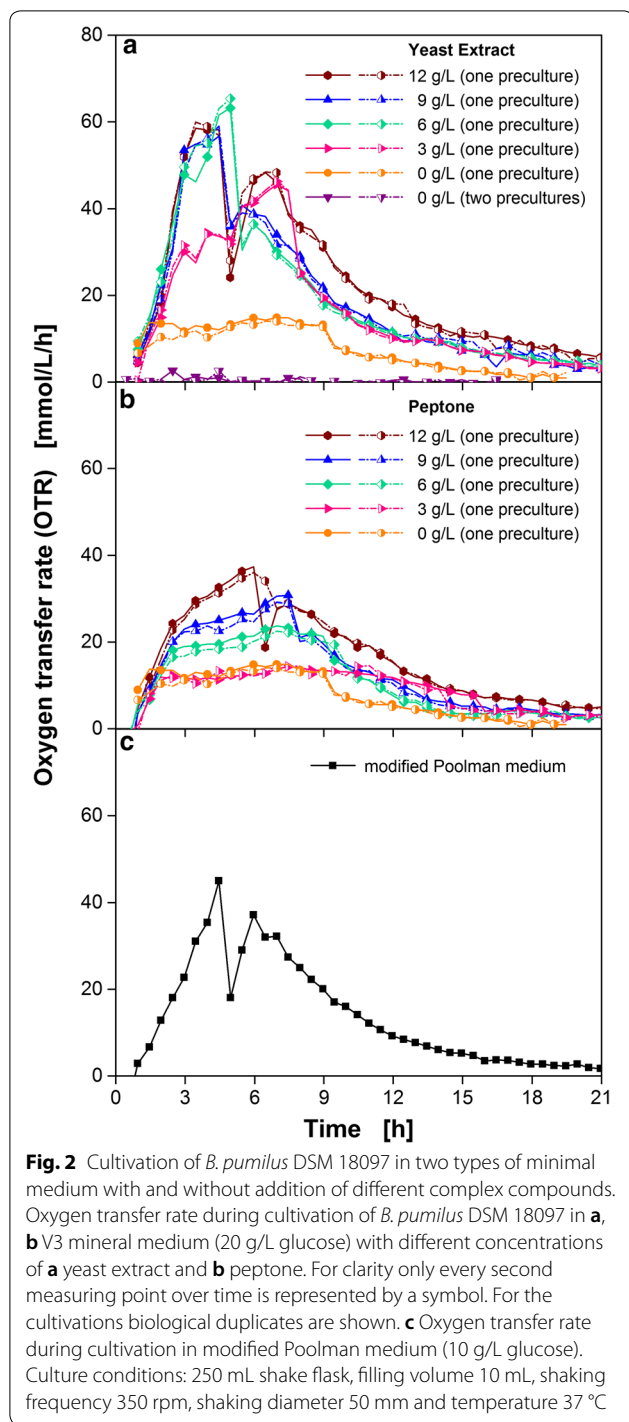 a
Yeast Extract
12 g/L (one preculture)
9 g/L (one preculture)
6 g/L (one preculture)
3 g/L (one preculture)
0 g/L (one preculture)
0 g/L (two precultures)
80
60
40
20
0
b
Peptone
12 g/L (one preculture)
9 g/L (one preculture)
6 g/L (one preculture)
3 g/L (one preculture)
0 g/L (one preculture)
60
40
20
0
c
modified Poolman medium
60
40
20
0
Oxygen transfer rate (OTR) [mmol/L/h]
0 3 6 9 12 15 18 21
Time [h]
Fig. 2 Cultivation of B. pumilus DSM 18097 in two types of minimal
medium with and without addition of different complex compounds.
Oxygen transfer rate during cultivation of B. pumilus DSM 18097 in a,
b V3 mineral medium (20 g/L glucose) with different concentrations
of a yeast extract and b peptone. For clarity only every second
measuring point over time is represented by a symbol. For the
cultivations biological duplicates are shown. c Oxygen transfer rate
during cultivation in modified Poolman medium (10 g/L glucose).
Culture conditions: 250 mL shake flask, filling volume 10 mL, shaking
frequency 350 rpm, shaking diameter 50 mm and temperature 37 °C